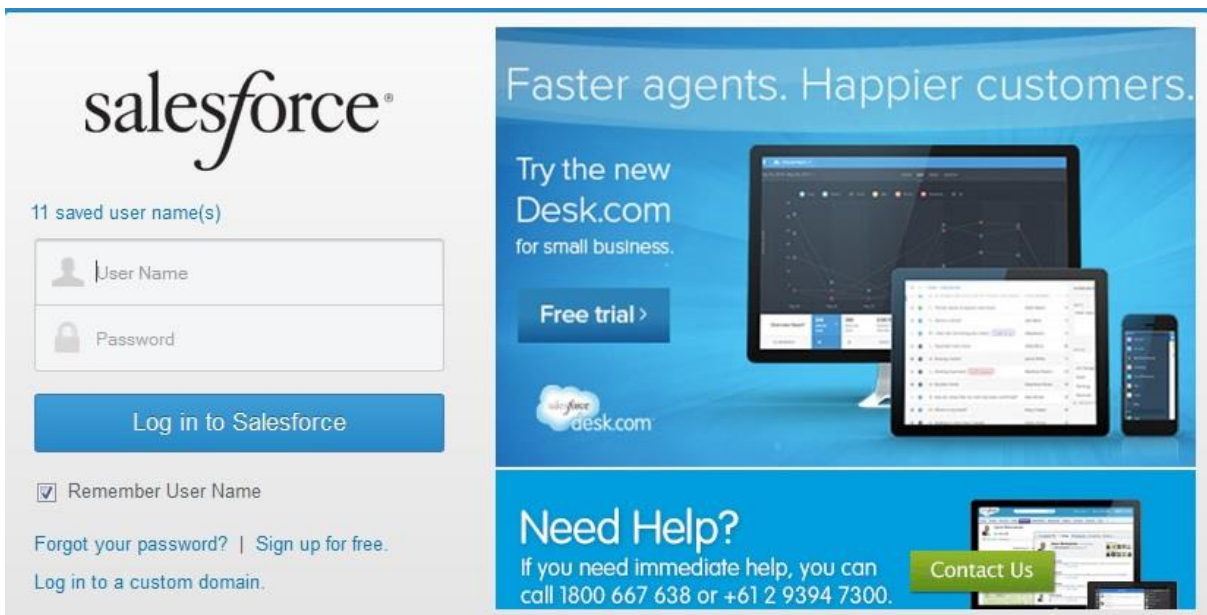 salesforce®
11 saved user name(s)
User Name
Password
Log in to Salesforce
Remember User Name
Forgot your password? | Sign up for free.
Log in to a custom domain.
Faster agents. Happier customers.
Try the new
Desk.com
for small business.
Free trial >
salesforce
desk.com
Need Help?
If you need immediate help, you can
call 1800 667 638 or +61 2 9394 7300.
Contact Us